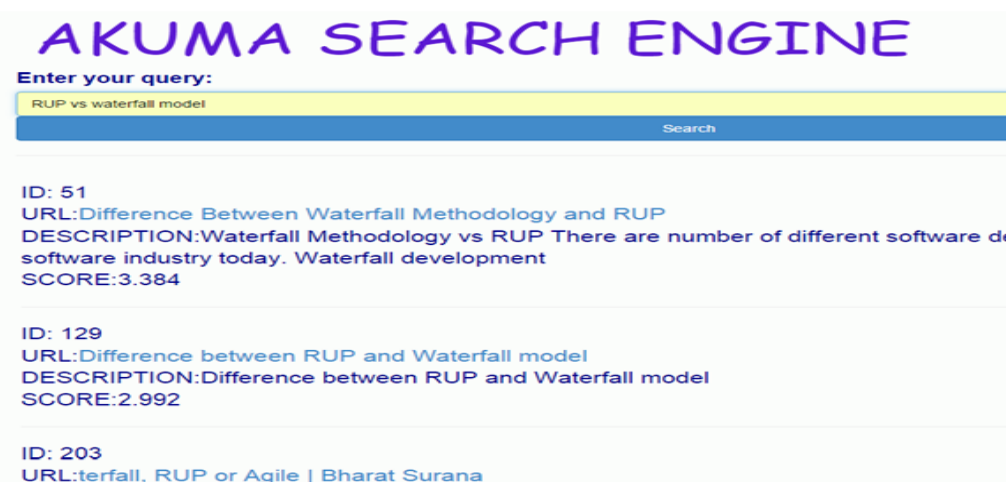 AKUMA SEARCH ENGINE
Enter your query:
RUP vs waterfall model
Search
ID: 51
URL:Difference Between Waterfall Methodology and RUP
DESCRIPTION:Waterfall Methodology vs RUP There are number of different software de
software industry today. Waterfall development
SCORE:3.384
ID: 129
URL:Difference between RUP and Waterfall model
DESCRIPTION:Difference between RUP and Waterfall model
SCORE:2.992
ID: 203
URL:terfall, RUP or Agile | Bharat Surana